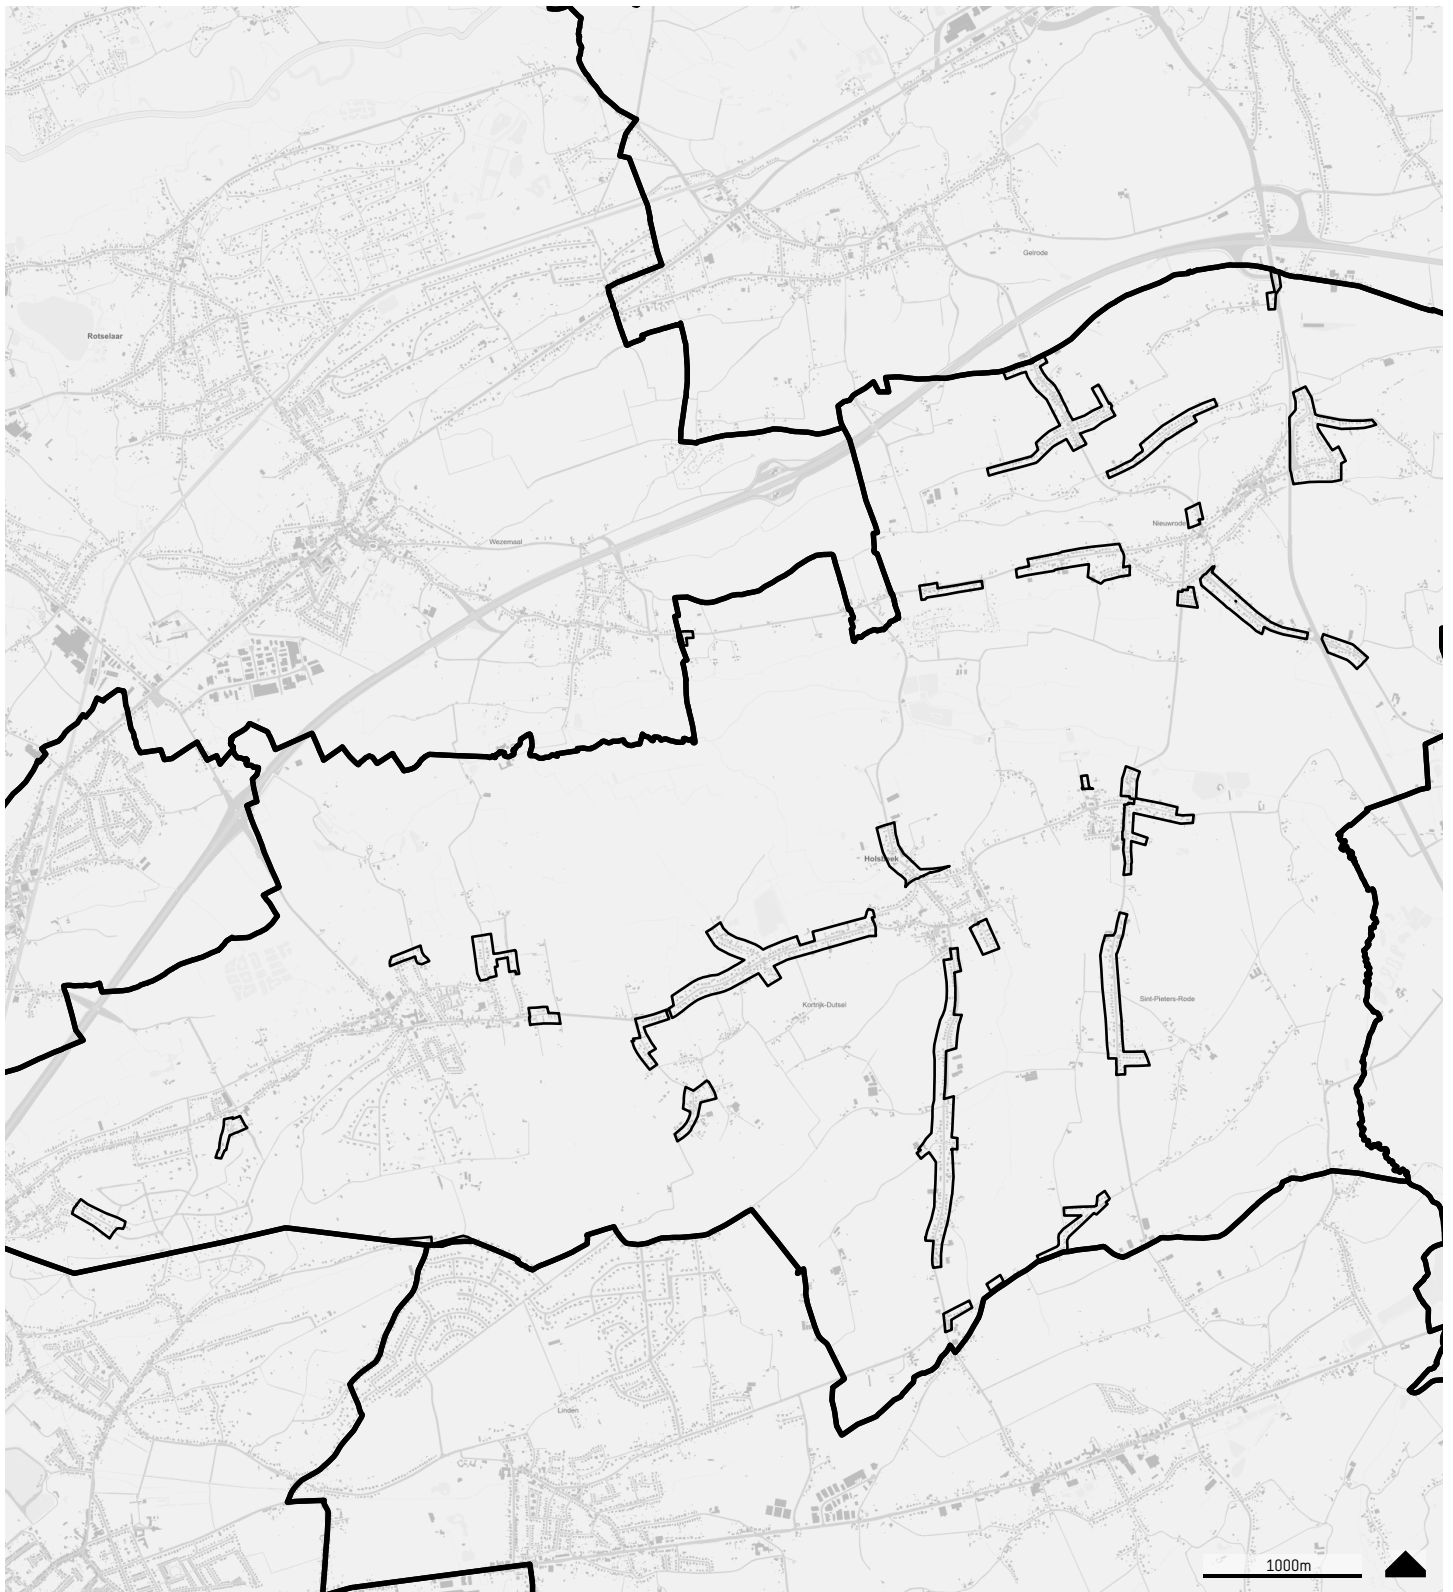 Gelrode
Rotselaar
Nieuwrode
Wezemaal
Holsbeek
Sint-Pieters-Rode
Kortrijk-Dutsel
Linden
1000m